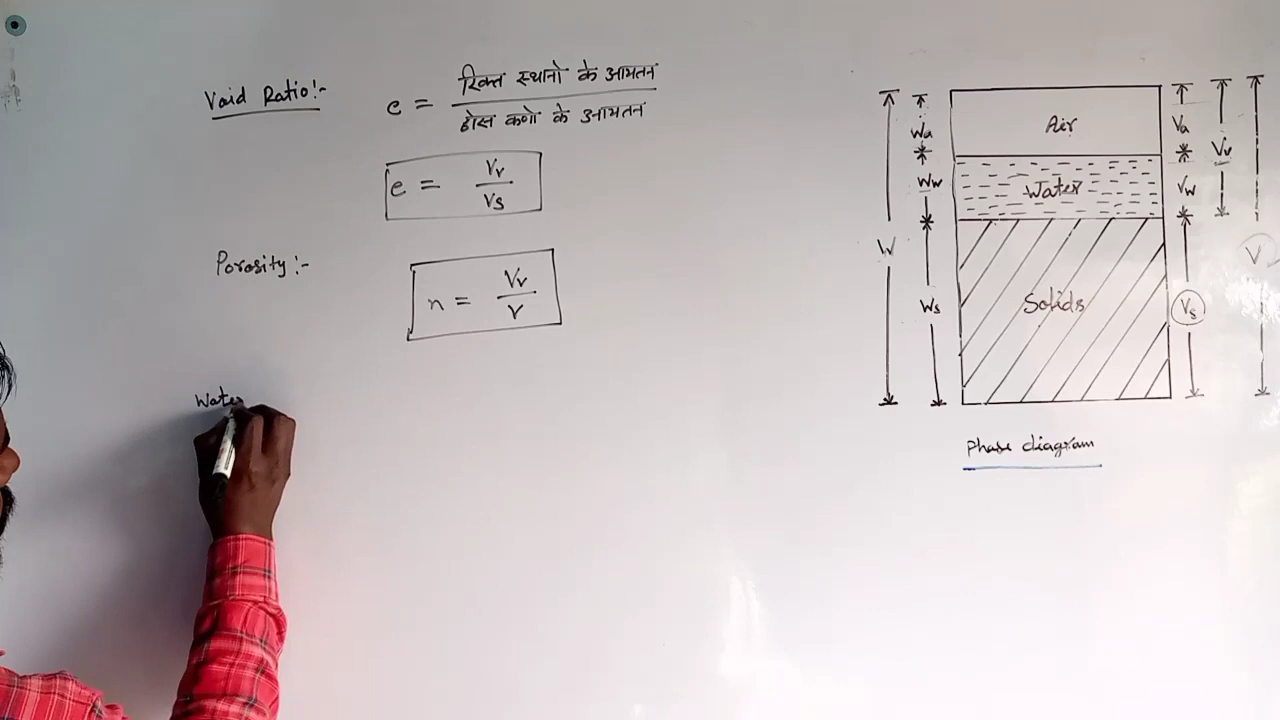 Void Ratio:-
e = रिक्त स्थानो के आयतन
ठोस कणो के आयतन
e = Vv
Vs
Porosity:-
n = Vv
V
Water
Air
Water
Solids
Wa
Ww
Ws
W
Va
Vw
Vs
Vv
V
Phase diagram